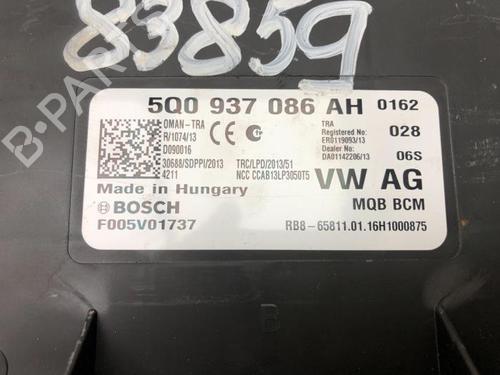 83859
B-PARTS
5Q0 937 086 AH 0162
OMAN-TRA
R/1074/13
D090016
TRA
Registered No:
ER0119093/13
Dealer No:
DA01142206/13
028
06S
30688/SDPPI/2013
4211
TRC/LPD/2013/51
NCC CCAB13LP3050T5
Made in Hungary
VW AG
BOSCH
MQB BCM
F005V01737
RB8-65811.01.16H1000875
B